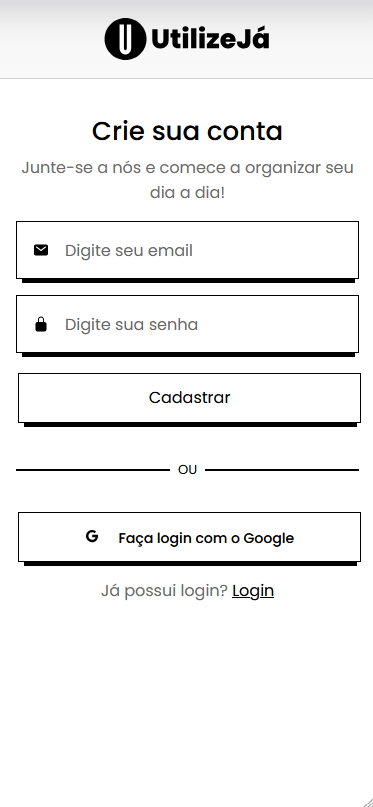 UtilizeJá
Crie sua conta
Junte-se a nós e comece a organizar seu
dia a dia!
Digite seu email
Digite sua senha
Cadastrar
OU
G Faça login com o Google
Já possui login? Login